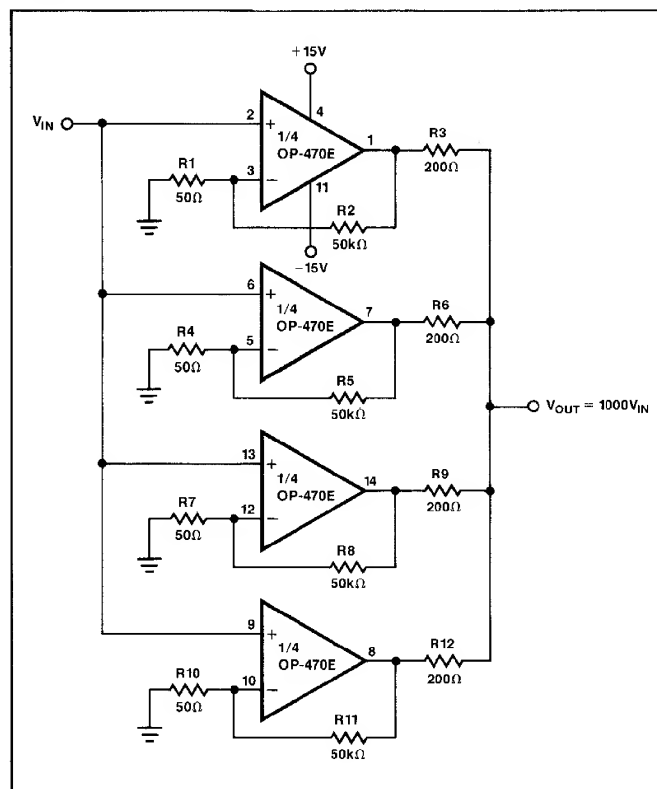 +15V
V_IN
2
+
4
1/4
OP-470E
1
R3
200Ω
R1
50Ω
3
−
11
R2
50kΩ
−15V
6
+
1/4
OP-470E
7
R6
200Ω
R4
50Ω
5
−
R5
50kΩ
V_OUT = 1000V_IN
13
+
1/4
OP-470E
14
R9
200Ω
R7
50Ω
12
−
R8
50kΩ
9
+
1/4
OP-470E
8
R12
200Ω
R10
50Ω
10
−
R11
50kΩ